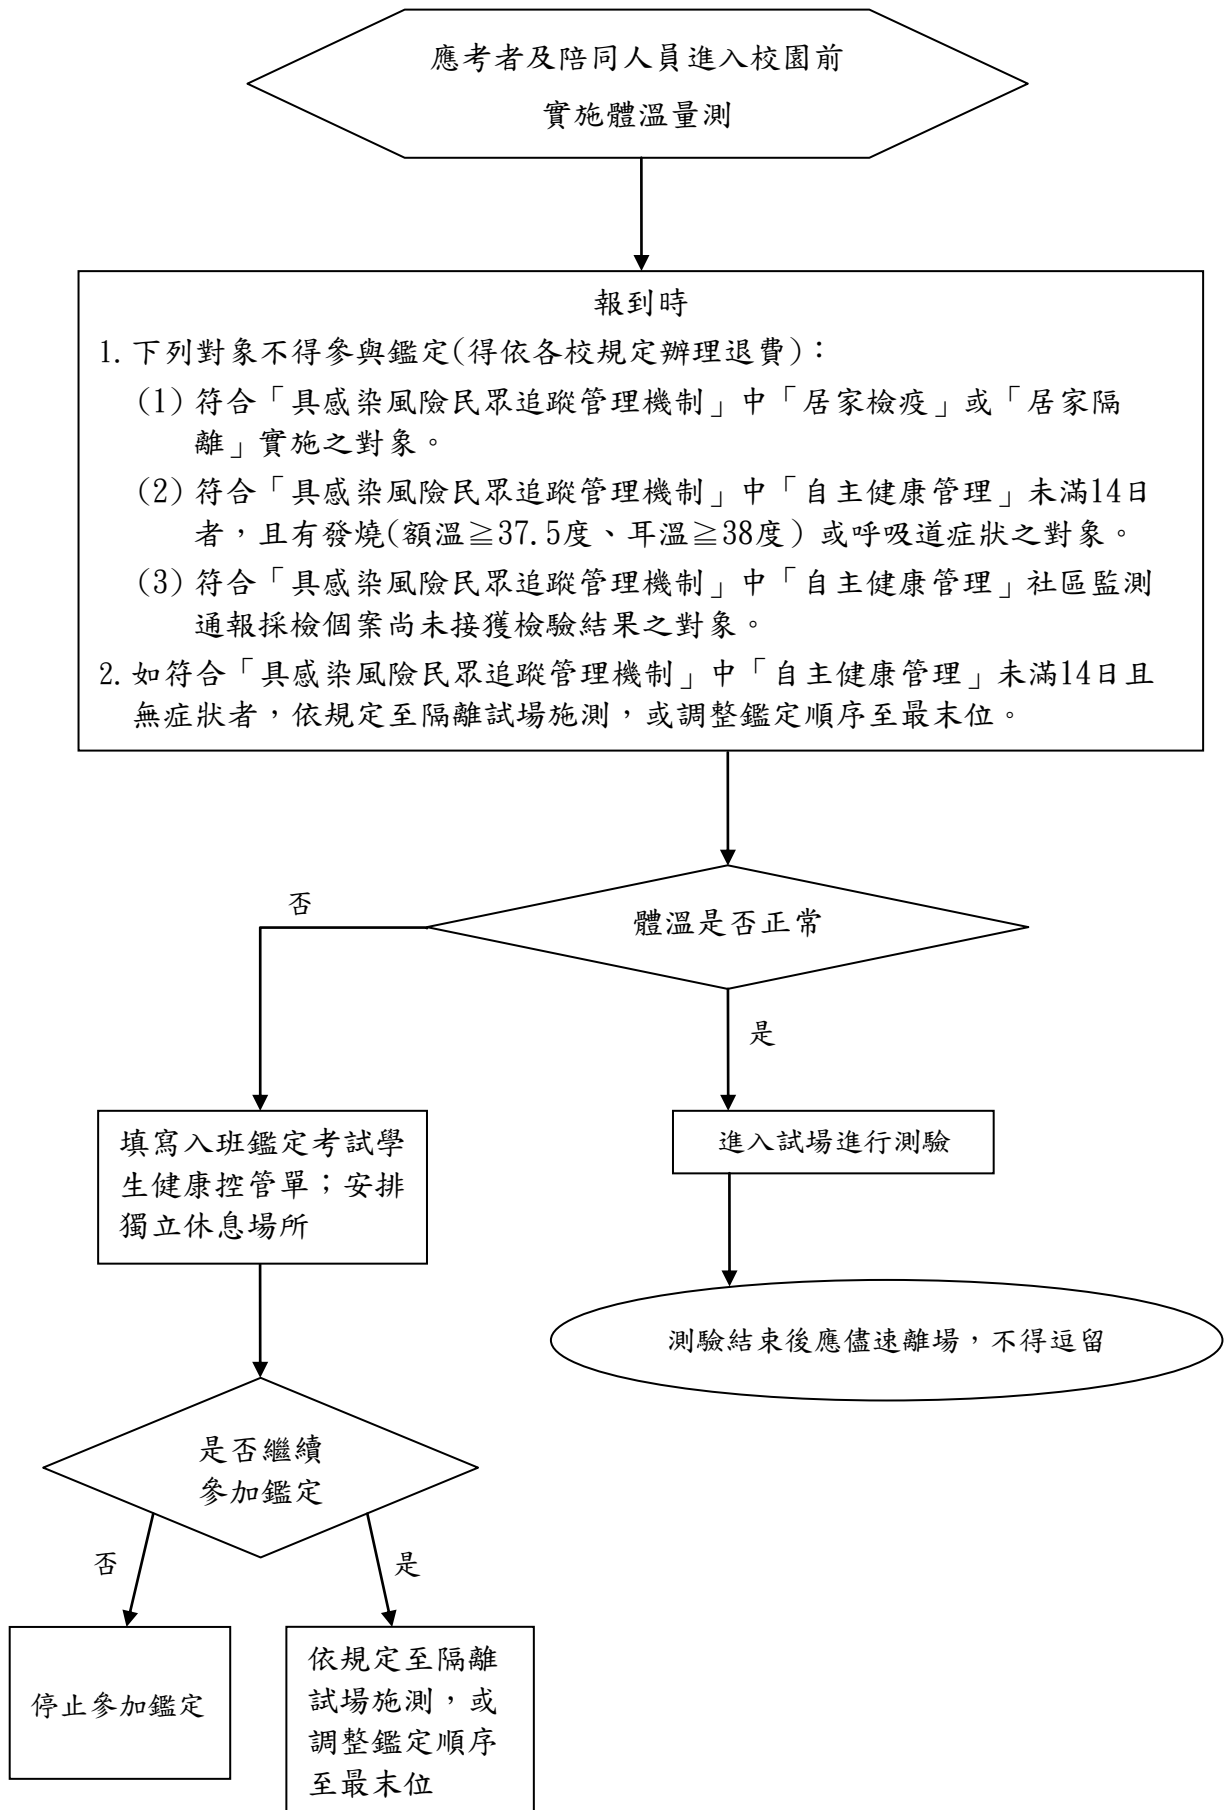 應考者及陪同人員進入校園前
實施體溫量測
報到時
1. 下列對象不得參與鑑定(得依各校規定辦理退費)：
(1) 符合「具感染風險民眾追蹤管理機制」中「居家檢疫」或「居家隔
離」實施之對象。
(2) 符合「具感染風險民眾追蹤管理機制」中「自主健康管理」未滿14日
者，且有發燒(額溫≧37.5度、耳溫≧38度) 或呼吸道症狀之對象。
(3) 符合「具感染風險民眾追蹤管理機制」中「自主健康管理」社區監測
通報採檢個案尚未接獲檢驗結果之對象。
2. 如符合「具感染風險民眾追蹤管理機制」中「自主健康管理」未滿14日且
無症狀者，依規定至隔離試場施測，或調整鑑定順序至最末位。
體溫是否正常
否
是
填寫入班鑑定考試學
生健康控管單；安排
獨立休息場所
進入試場進行測驗
測驗結束後應儘速離場，不得逗留
是否繼續
參加鑑定
否
是
停止參加鑑定
依規定至隔離
試場施測，或
調整鑑定順序
至最末位